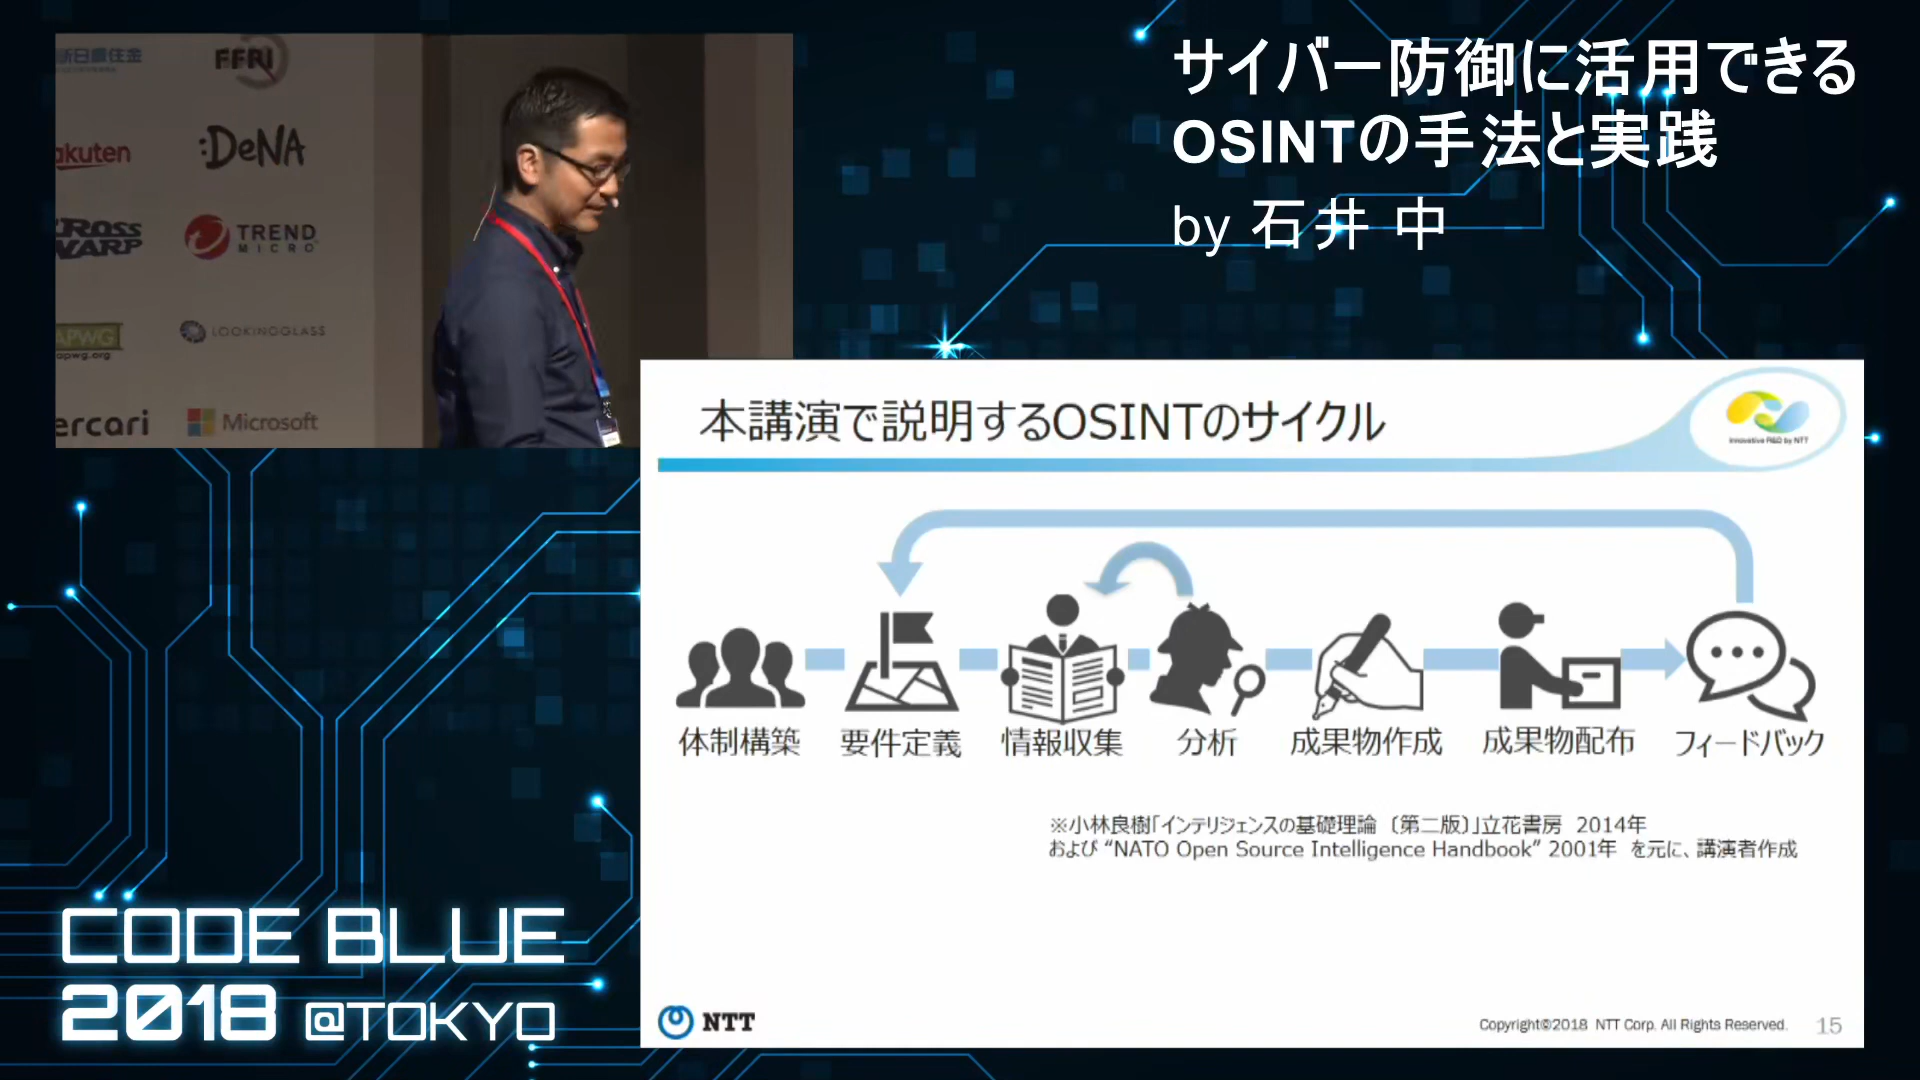 サイバー防御に活用できる
OSINTの手法と実践
by 石井 中
FFRI
akuten
:DeNA
ROSS
WARP
TREND
MICRO
APWG
apwg.org
LOOKINGGLASS
ercari
Microsoft
本講演で説明するOSINTのサイクル
Innovative R&D by NTT
体制構築
要件定義
情報収集
分析
成果物作成
成果物配布
フィードバック
※小林良樹「インテリジェンスの基礎理論〔第二版〕」立花書房 2014年
および “NATO Open Source Intelligence Handbook” 2001年 を元に、講演者作成
NTT
Copyright©2018 NTT Corp. All Rights Reserved.
15
CODE BLUE
2018 @TOKYO